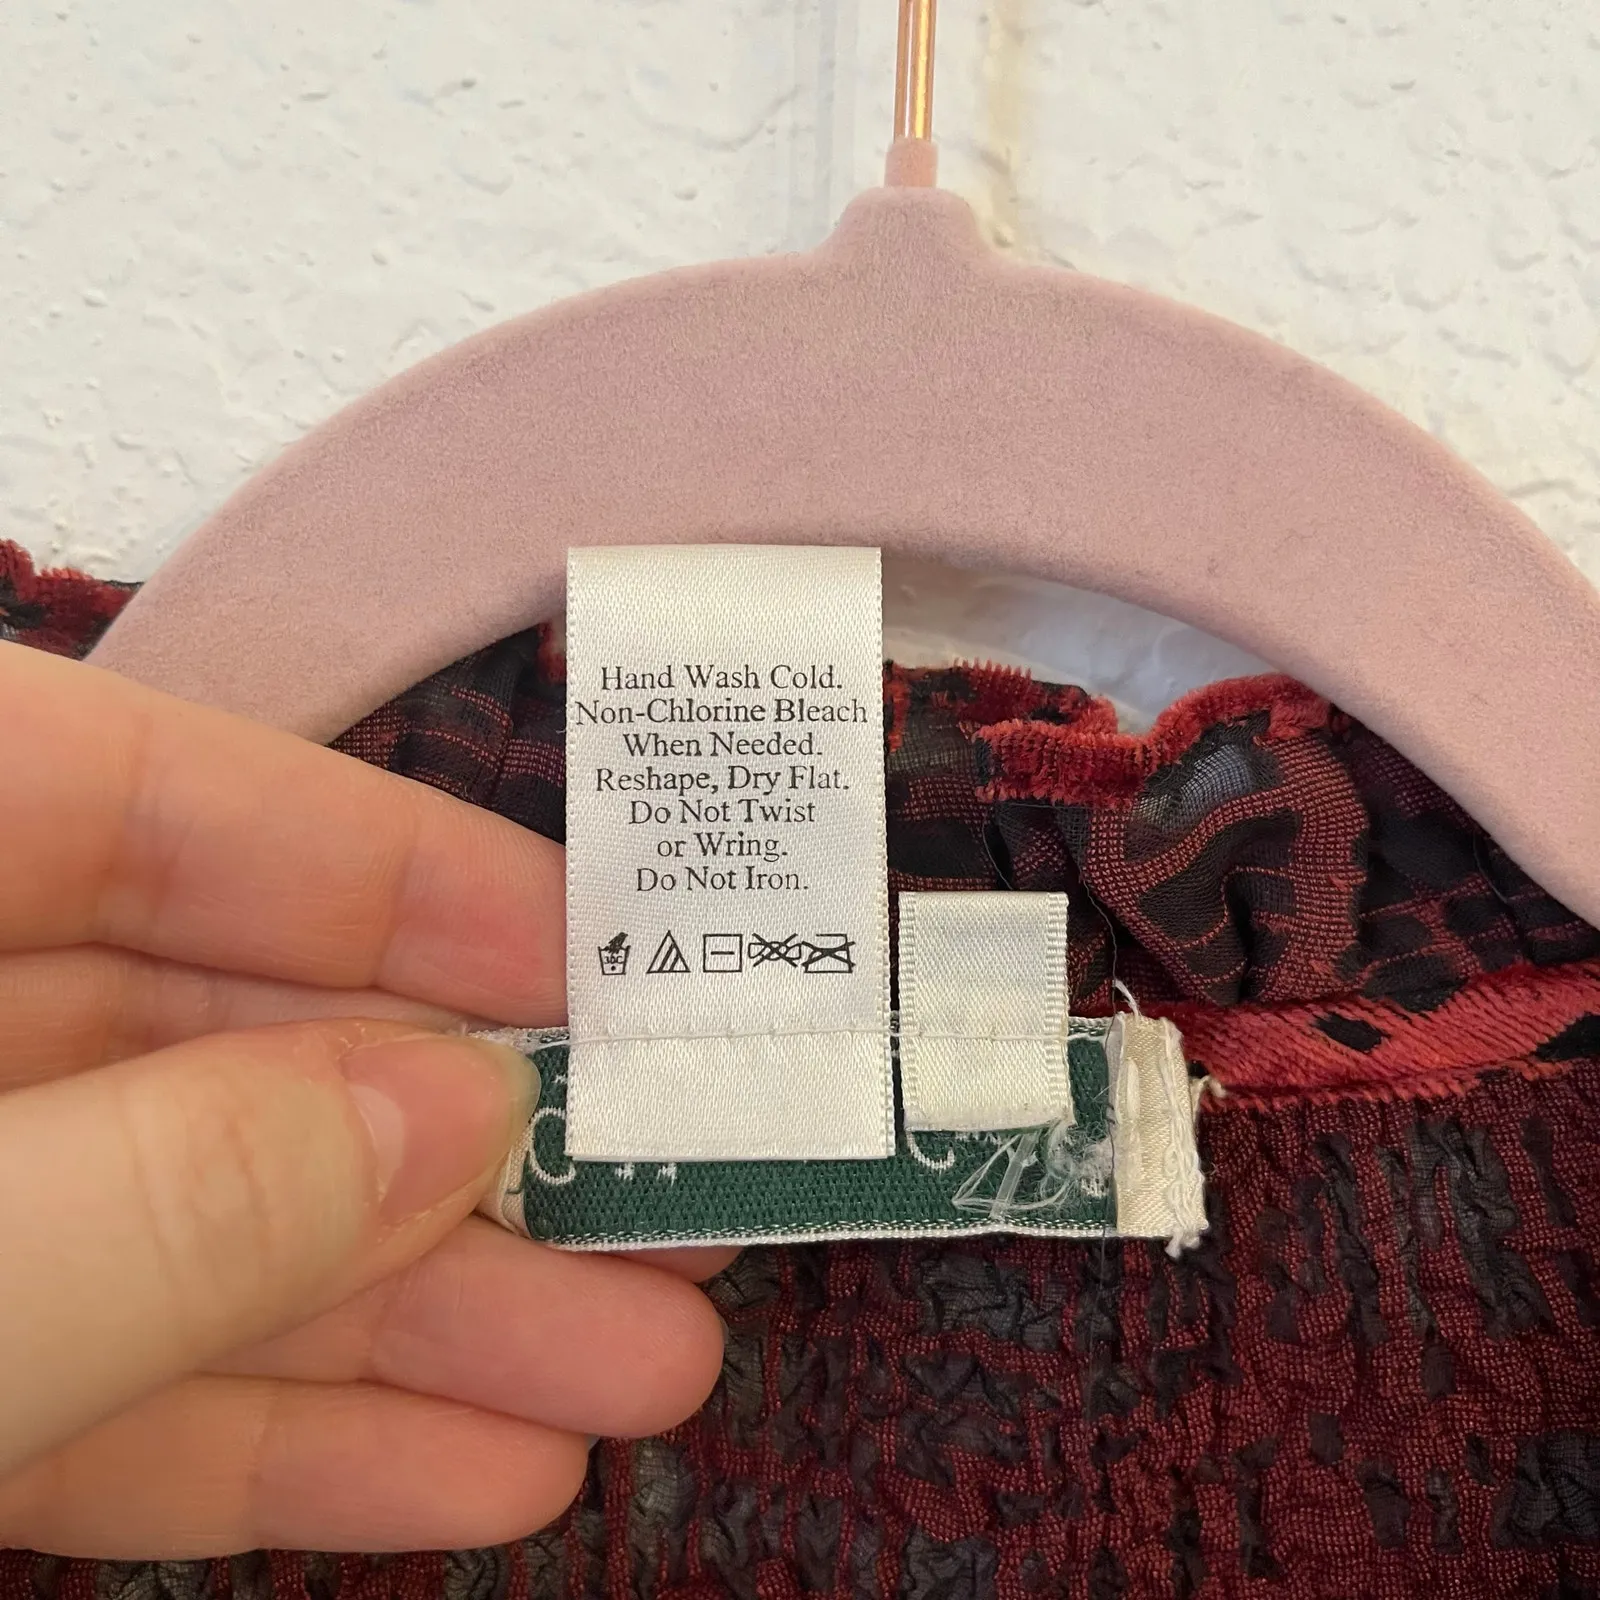 Hand Wash Cold.
Non-Chlorine Bleach
When Needed.
Reshape, Dry Flat.
Do Not Twist
or Wring.
Do Not Iron.
30C